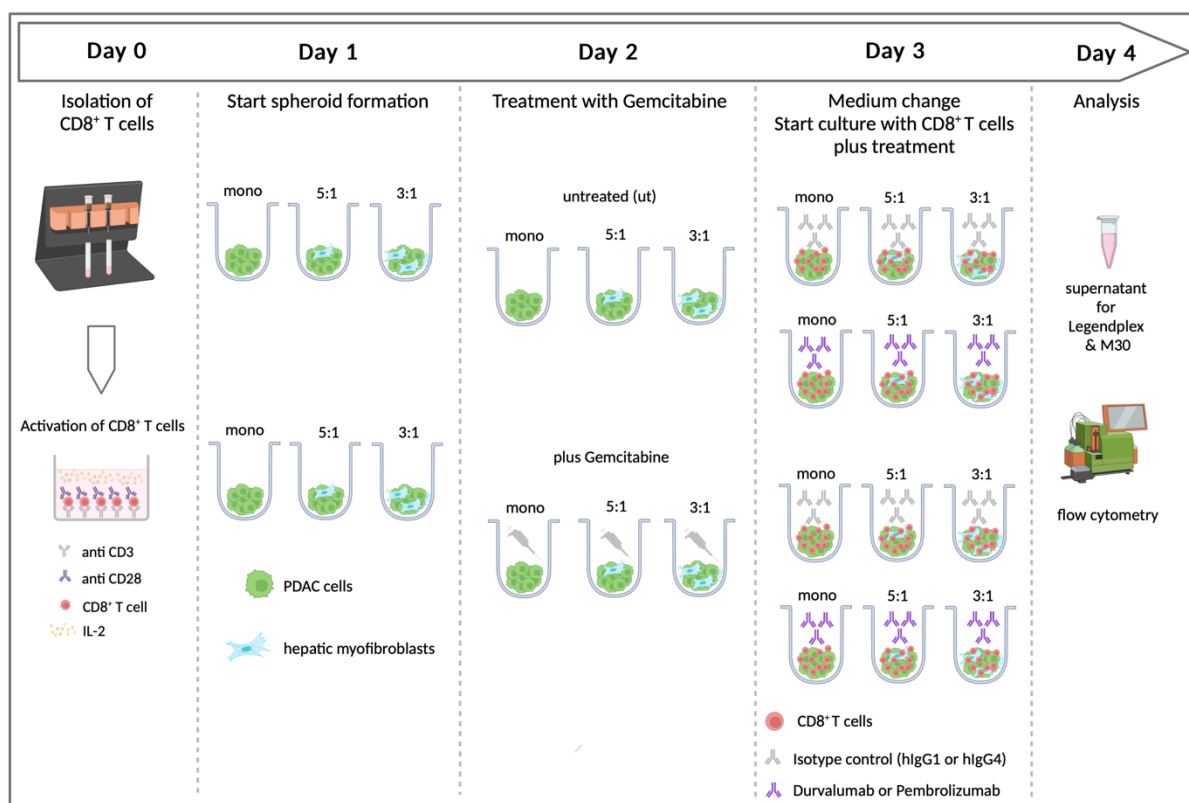 Day 0
Day 1
Day 2
Day 3
Day 4
Isolation of
CD8⁺ T cells
Activation of CD8⁺ T cells
anti CD3
anti CD28
CD8⁺ T cell
IL-2
Start spheroid formation
mono
5:1
3:1
mono
5:1
3:1
PDAC cells
hepatic myofibroblasts
Treatment with Gemcitabine
untreated (ut)
mono
5:1
3:1
plus Gemcitabine
mono
5:1
3:1
Medium change
Start culture with CD8⁺ T cells
plus treatment
mono
5:1
3:1
mono
5:1
3:1
mono
5:1
3:1
mono
5:1
3:1
CD8⁺ T cells
Isotype control (hIgG1 or hIgG4)
Durvalumab or Pembrolizumab
Analysis
supernatant
for
Legendplex
& M30
flow cytometry